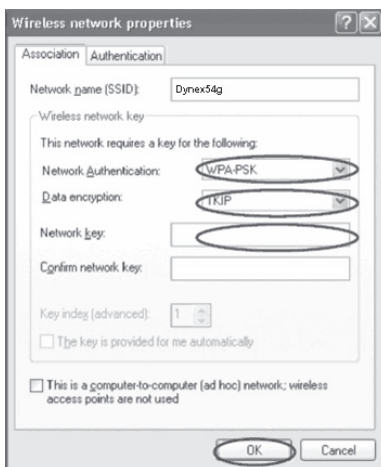 Wireless network properties
Association Authentication
Network name (SSID): Dynex54g
Wireless network key
This network requires a key for the following:
Network Authentication: WPA-PSK
Data encryption: TKIP
Network key:
Confirm network key:
Key index (advanced): 1
The key is provided for me automatically
This is a computer-to-computer (ad hoc) network; wireless
access points are not used
OK Cancel